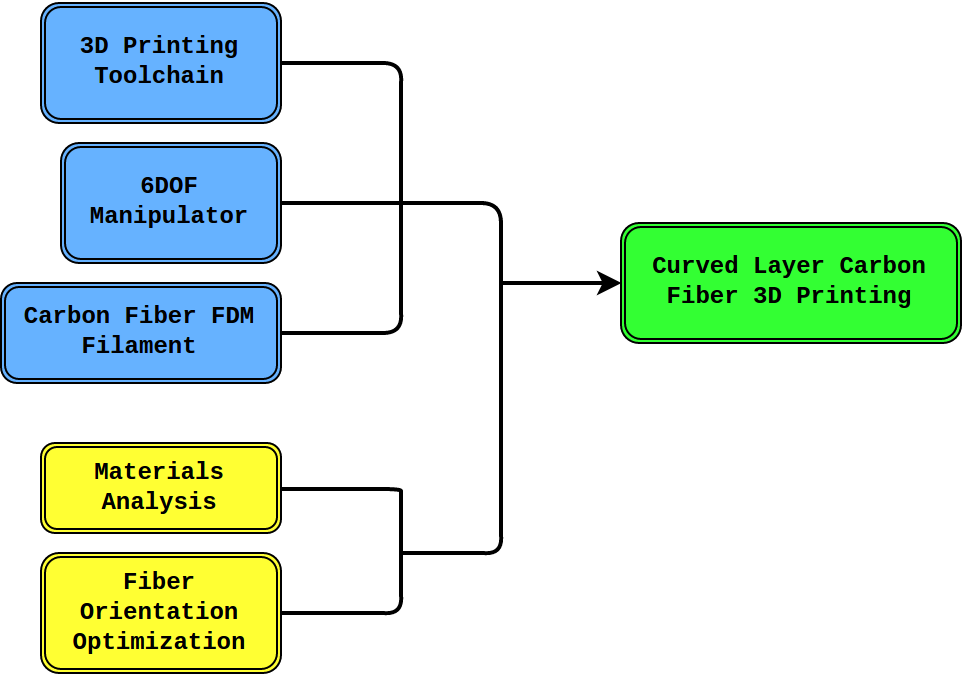 3D Printing
Toolchain
6DOF
Manipulator
Carbon Fiber FDM
Filament
Curved Layer Carbon
Fiber 3D Printing
Materials
Analysis
Fiber
Orientation
Optimization